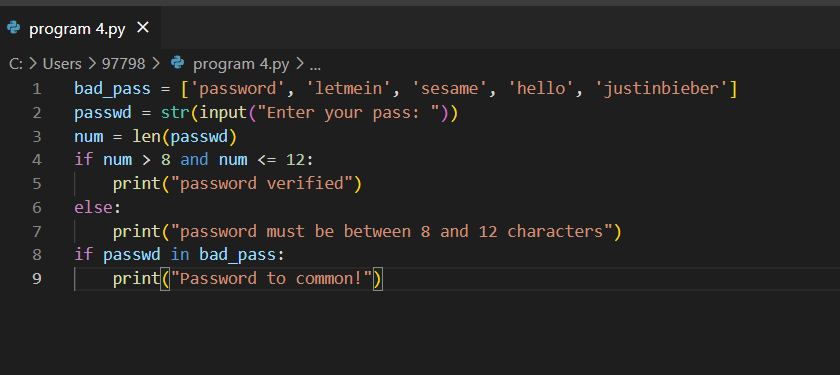 program 4.py ×
C: > Users > 97798 > program 4.py > ...
1 bad_pass = ['password', 'letmein', 'sesame', 'hello', 'justinbieber']
2 passwd = str(input("Enter your pass: "))
3 num = len(passwd)
4 if num > 8 and num <= 12:
5     print("password verified")
6 else:
7     print("password must be between 8 and 12 characters")
8 if passwd in bad_pass:
9     print("Password to common!")